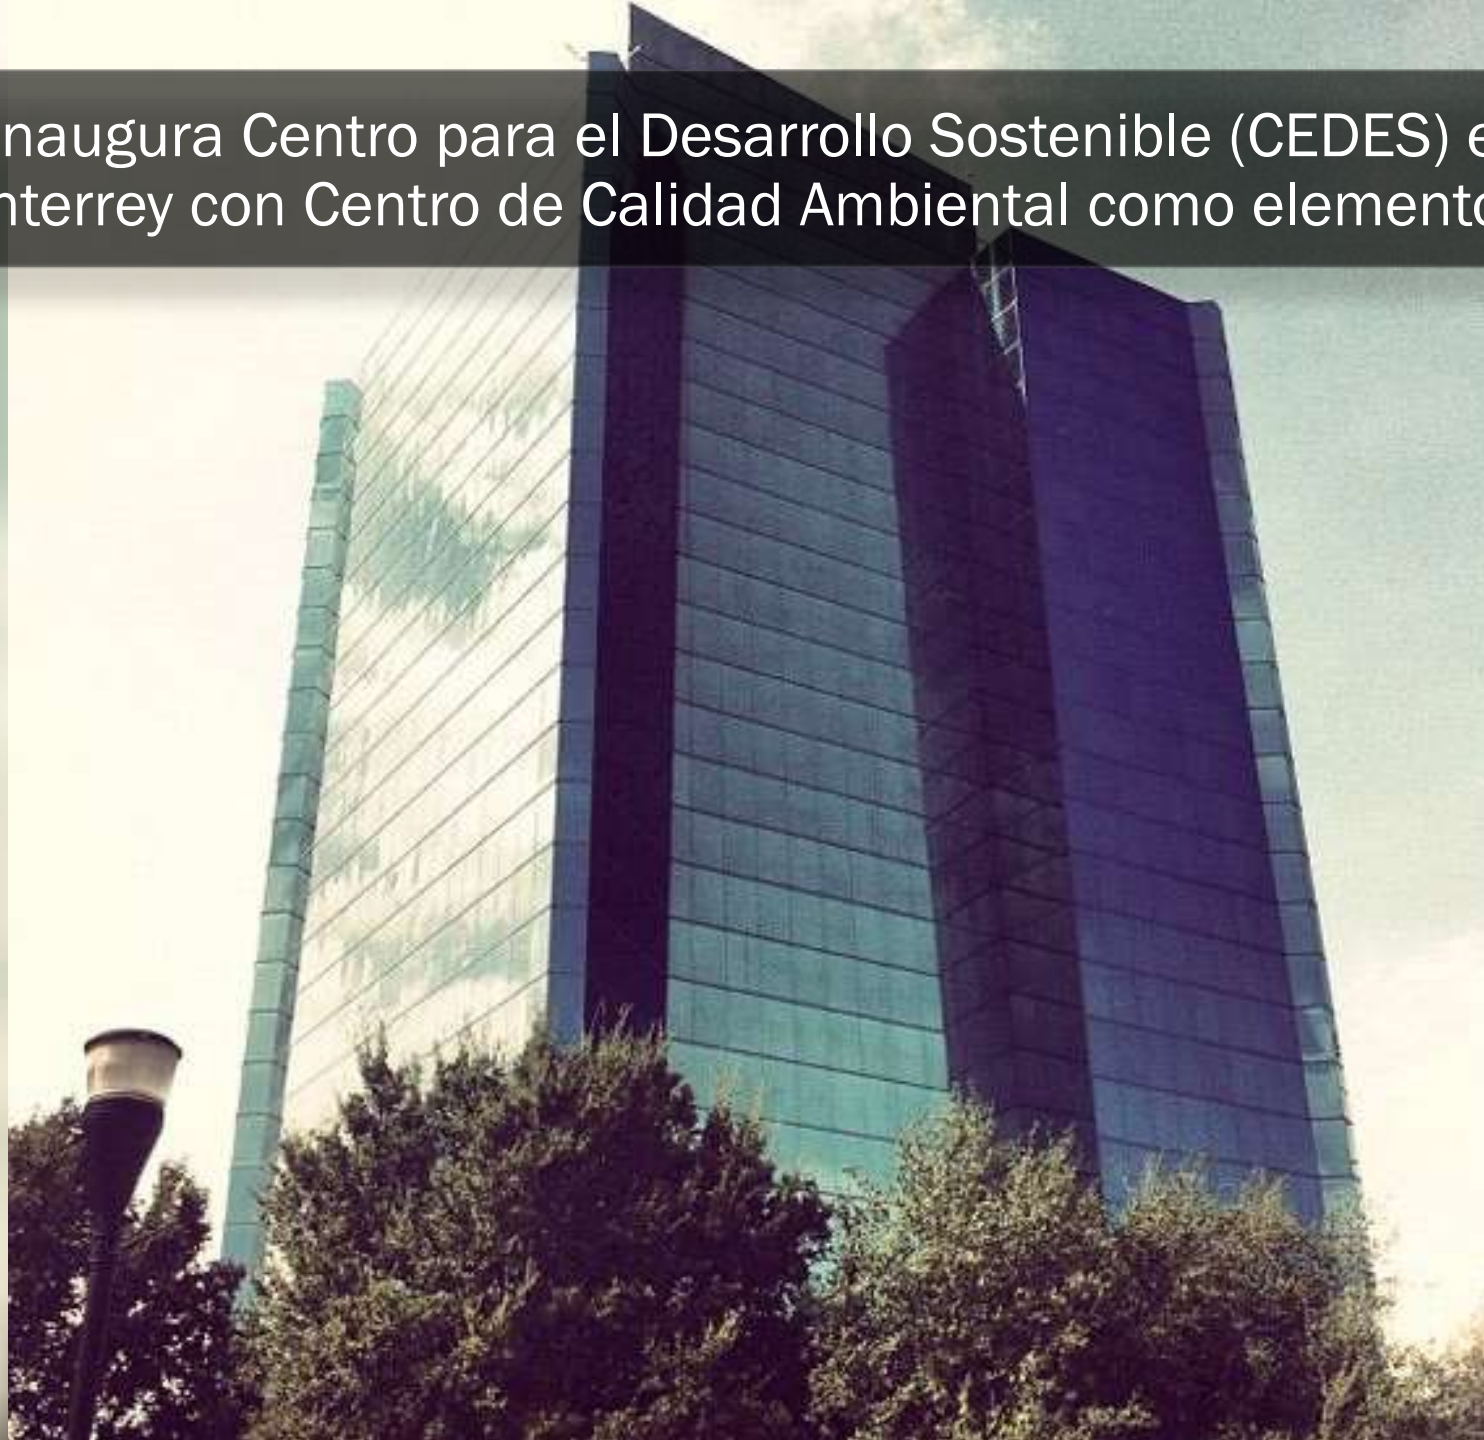 naugura Centro para el Desarrollo Sostenible (CEDES) e
nterrey con Centro de Calidad Ambiental como elemento